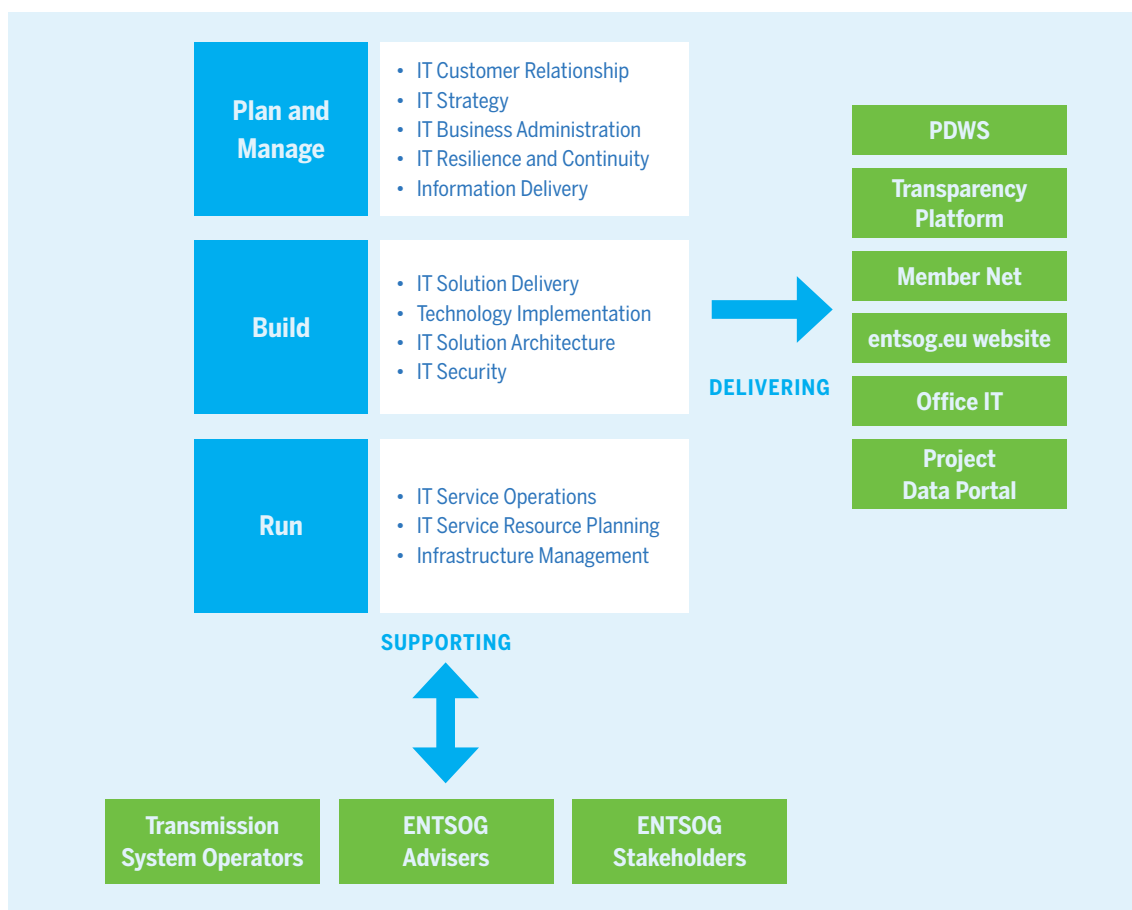 Plan and
Manage
• IT Customer Relationship
• IT Strategy
• IT Business Administration
• IT Resilience and Continuity
• Information Delivery
Build
• IT Solution Delivery
• Technology Implementation
• IT Solution Architecture
• IT Security
Run
• IT Service Operations
• IT Service Resource Planning
• Infrastructure Management
DELIVERING
PDWS
Transparency
Platform
Member Net
entsog.eu website
Office IT
Project
Data Portal
SUPPORTING
Transmission
System Operators
ENTSOG
Advisers
ENTSOG
Stakeholders